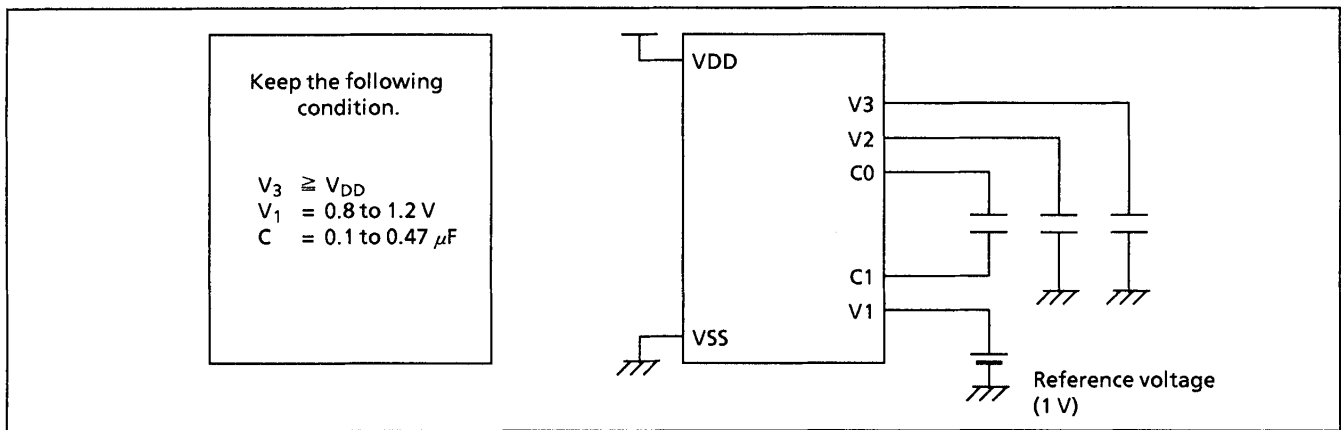 Keep the following
condition.
V3 ≧ VDD
V1 = 0.8 to 1.2 V
C = 0.1 to 0.47 μF
VDD
V3
V2
C0
C1
V1
VSS
Reference voltage
(1 V)